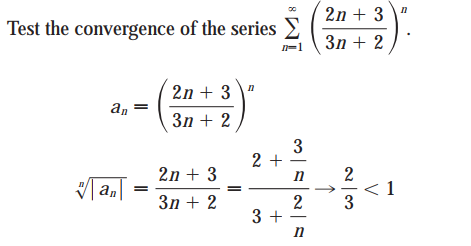 Test the convergence of the series ∑_{n=1}^{∞} ((2n + 3)/(3n + 2))^n.
a_n = ((2n + 3)/(3n + 2))^n
ⁿ√|a_n| = (2n + 3)/(3n + 2) = (2 + 3/n)/(3 + 2/n) → 2/3 < 1